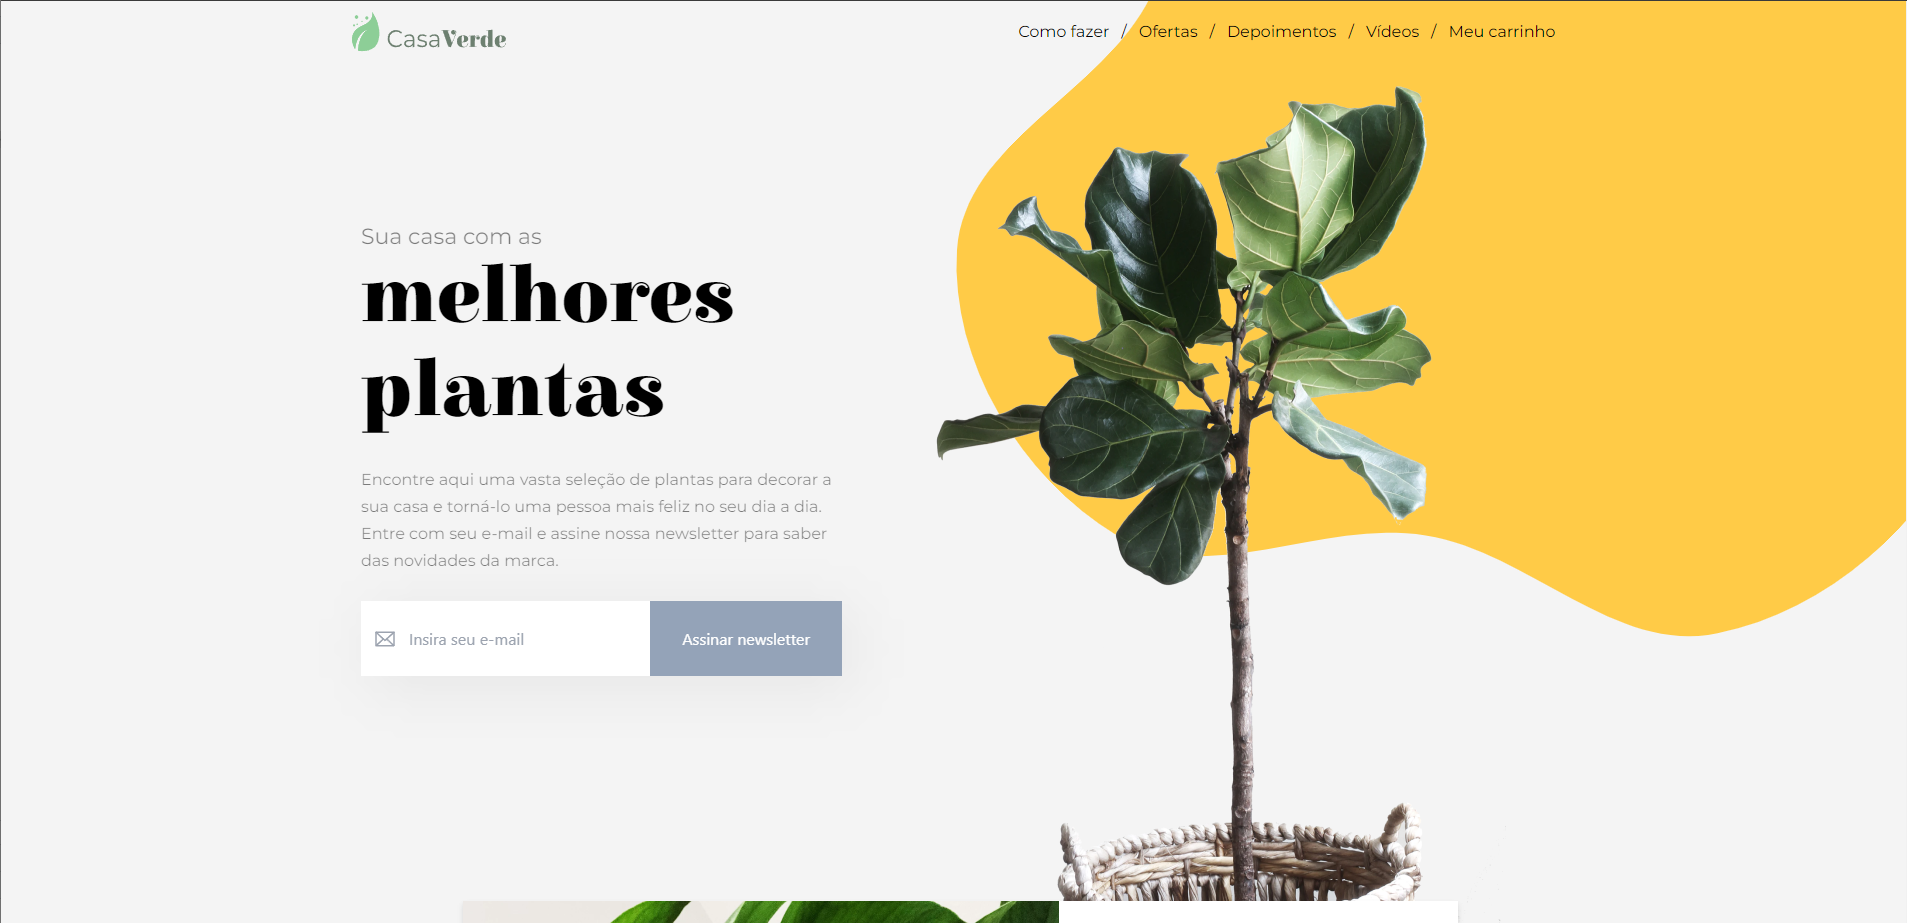 CasaVerde
Como fazer / Ofertas / Depoimentos / Vídeos / Meu carrinho
Sua casa com as
melhores
plantas
Encontre aqui uma vasta seleção de plantas para decorar a
sua casa e torná-lo uma pessoa mais feliz no seu dia a dia.
Entre com seu e-mail e assine nossa newsletter para saber
das novidades da marca.
Insira seu e-mail
Assinar newsletter